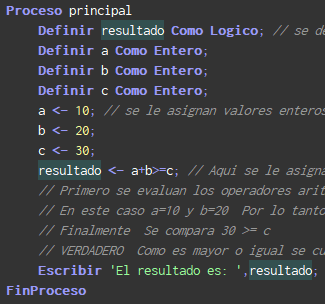 Proceso principal
Definir resultado Como Logico; // se de
Definir a Como Entero;
Definir b Como Entero;
Definir c Como Entero;
a <- 10; // se le asignan valores enteros
b <- 20;
c <- 30;
resultado <- a+b>=c; // Aqui se le asigna
// Primero se evaluan los operadores arit
// En este caso a=10 y b=20 Por lo tanto
// Finalmente Se compara 30 >= c
// VERDADERO Como es mayor o igual se cu
Escribir 'El resultado es: ',resultado;
FinProceso